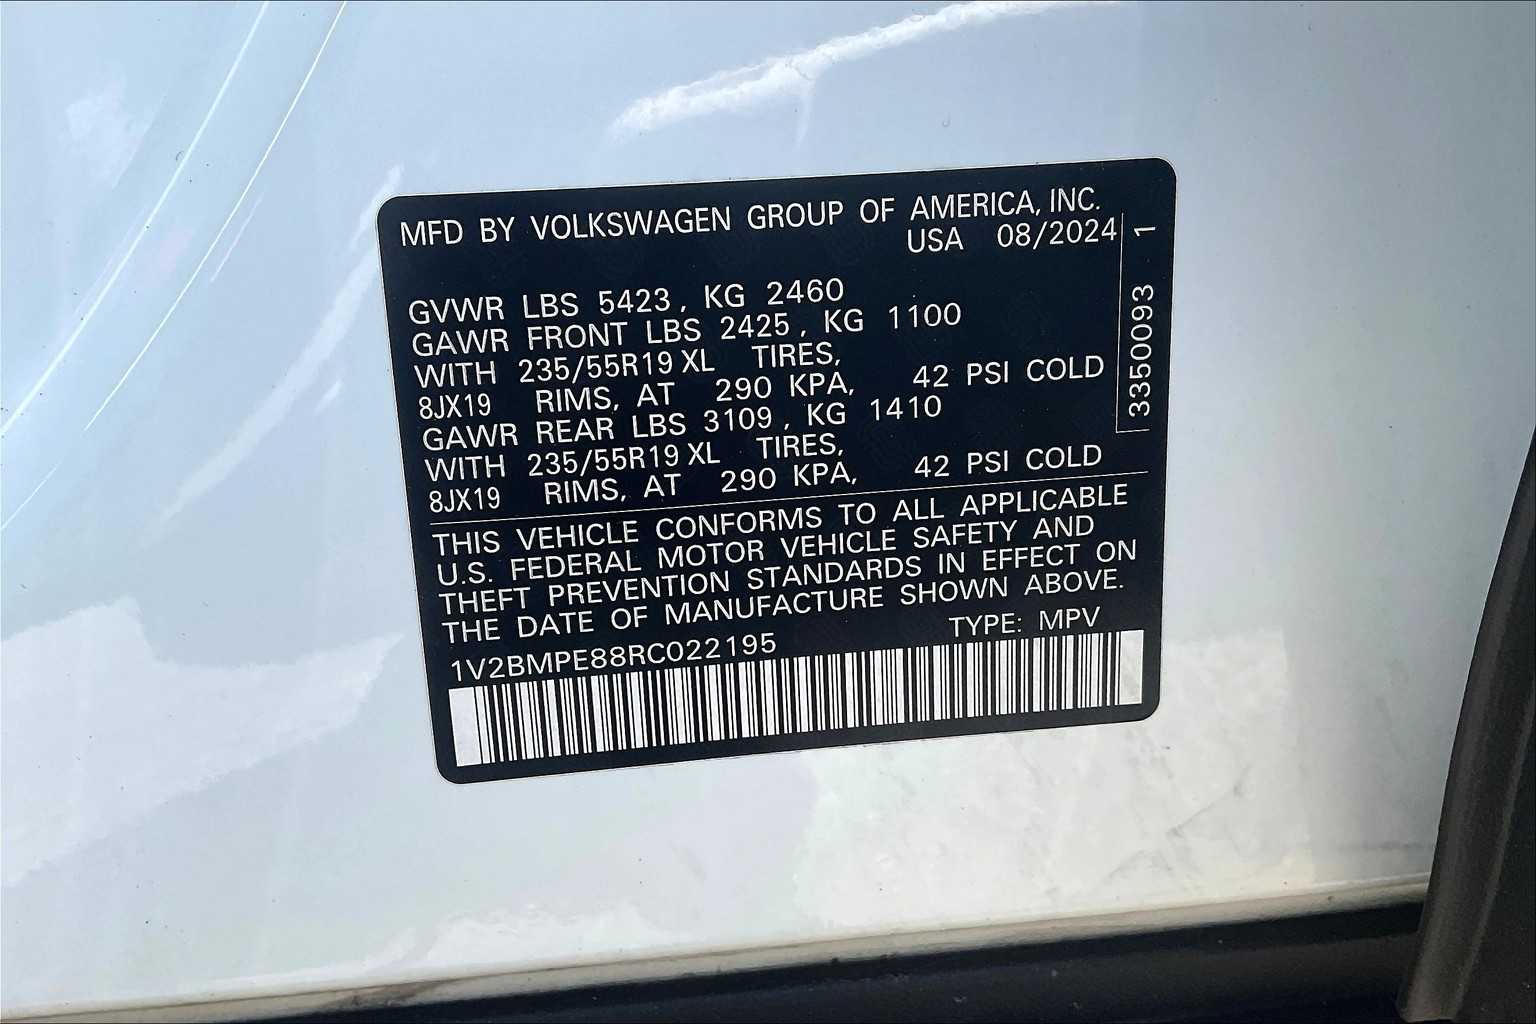 MFD BY VOLKSWAGEN GROUP OF AMERICA, INC.
USA 08/2024
GVWR LBS 5423, KG 2460
GAWR FRONT LBS 2425, KG 1100
WITH 235/55R19 XL TIRES,
8JX19 RIMS, AT 290 KPA, 42 PSI COLD
GAWR REAR LBS 3109, KG 1410
WITH 235/55R19 XL TIRES,
8JX19 RIMS, AT 290 KPA, 42 PSI COLD
3350093 1
THIS VEHICLE CONFORMS TO ALL APPLICABLE
U.S. FEDERAL MOTOR VEHICLE SAFETY AND
THEFT PREVENTION STANDARDS IN EFFECT ON
THE DATE OF MANUFACTURE SHOWN ABOVE.
1V2BMPE88RC022195 TYPE: MPV